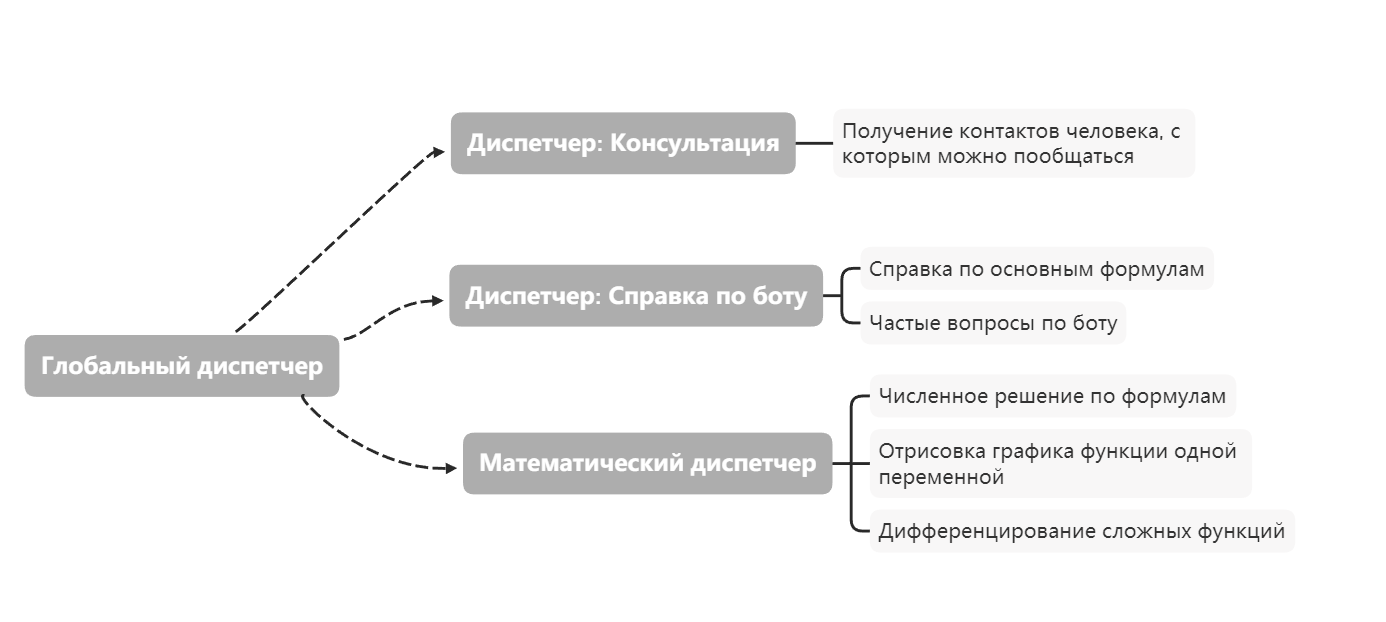 Диспетчер: Консультация
Получение контактов человека, с
которым можно пообщаться
Диспетчер: Справка по боту
Справка по основным формулам
Частые вопросы по боту
Глобальный диспетчер
Математический диспетчер
Численное решение по формулам
Отрисовка графика функции одной
переменной
Дифференцирование сложных функций